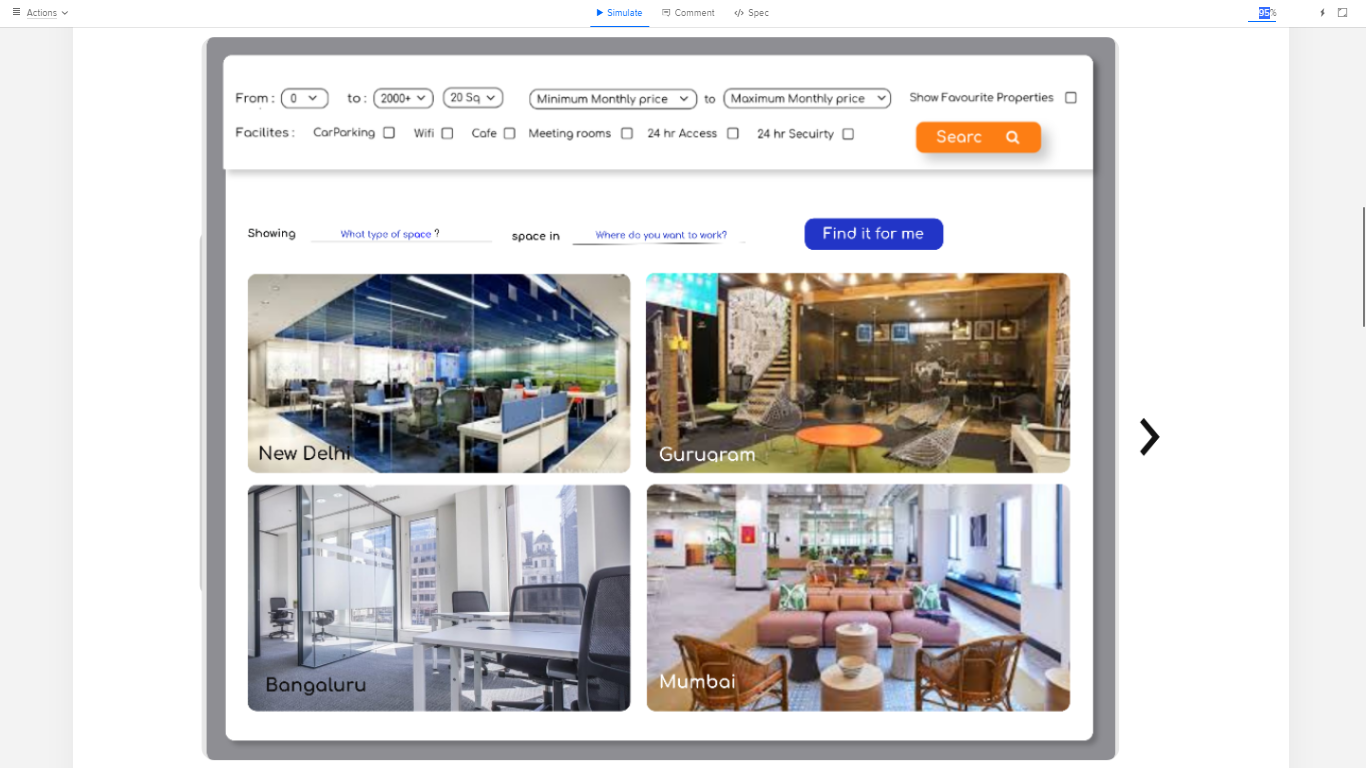 Actions
Simulate
Comment
</> Spec
95%
From : 0 to : 2000+ 20 Sq Minimum Monthly price to Maximum Monthly price Show Favourite Properties
Facilites : CarParking Wifi Cafe Meeting rooms 24 hr Access 24 hr Secuirty
Searc
Showing What type of space ? space in Where do you want to work? Find it for me
New Delhi
Gurugram
Bangaluru
Mumbai